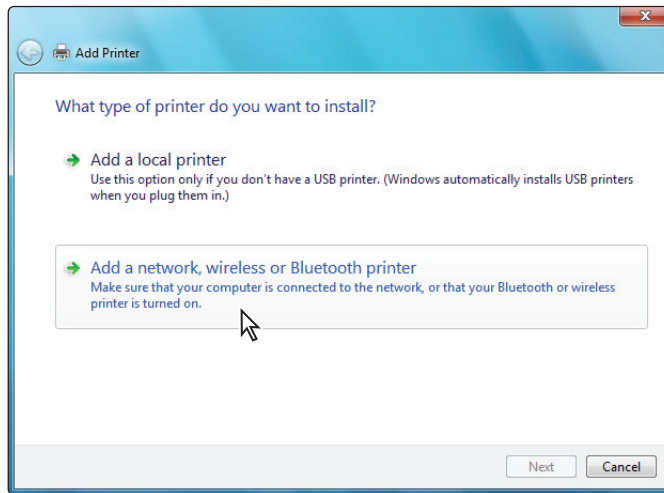 Add Printer
What type of printer do you want to install?
Add a local printer
Use this option only if you don't have a USB printer. (Windows automatically installs USB printers
when you plug them in.)
Add a network, wireless or Bluetooth printer
Make sure that your computer is connected to the network, or that your Bluetooth or wireless
printer is turned on.
Next Cancel